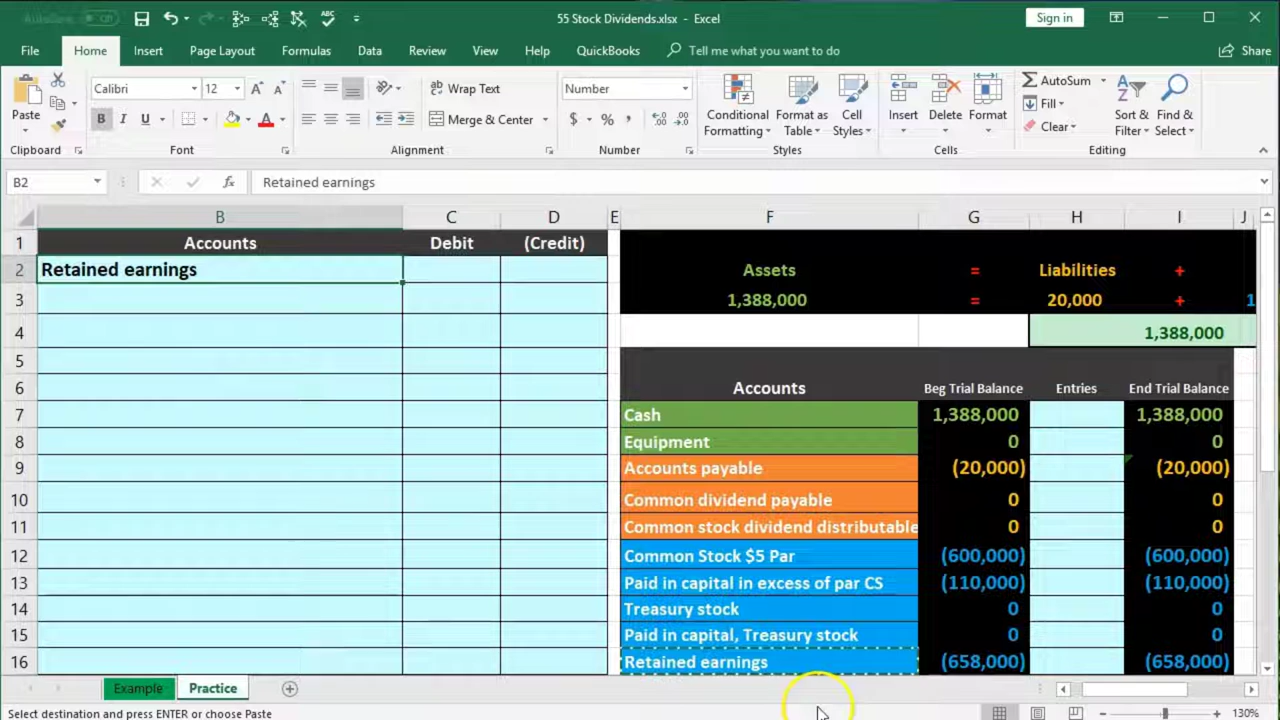 AutoSave Off
55 Stock Dividends.xlsx - Excel
Sign in
File Home Insert Page Layout Formulas Data Review View Help QuickBooks Tell me what you want to do Share
Calibri 12 Wrap Text Number AutoSum
Paste Merge & Center Conditional Formatting Format as Table Cell Styles Insert Delete Format Fill Clear Sort & Filter Find & Select
Clipboard Font Alignment Number Styles Cells Editing
B2 fx Retained earnings
B C D E F G H I J
1 Accounts Debit (Credit)
2 Retained earnings Assets = Liabilities +
3 1,388,000 = 20,000 + 1
4 1,388,000
5
6 Accounts Beg Trial Balance Entries End Trial Balance
7 Cash 1,388,000 1,388,000
8 Equipment 0 0
9 Accounts payable (20,000) (20,000)
10 Common dividend payable 0 0
11 Common stock dividend distributable 0 0
12 Common Stock $5 Par (600,000) (600,000)
13 Paid in capital in excess of par CS (110,000) (110,000)
14 Treasury stock 0 0
15 Paid in capital, Treasury stock 0 0
16 Retained earnings (658,000) (658,000)
Example Practice
Select destination and press ENTER or choose Paste 130%